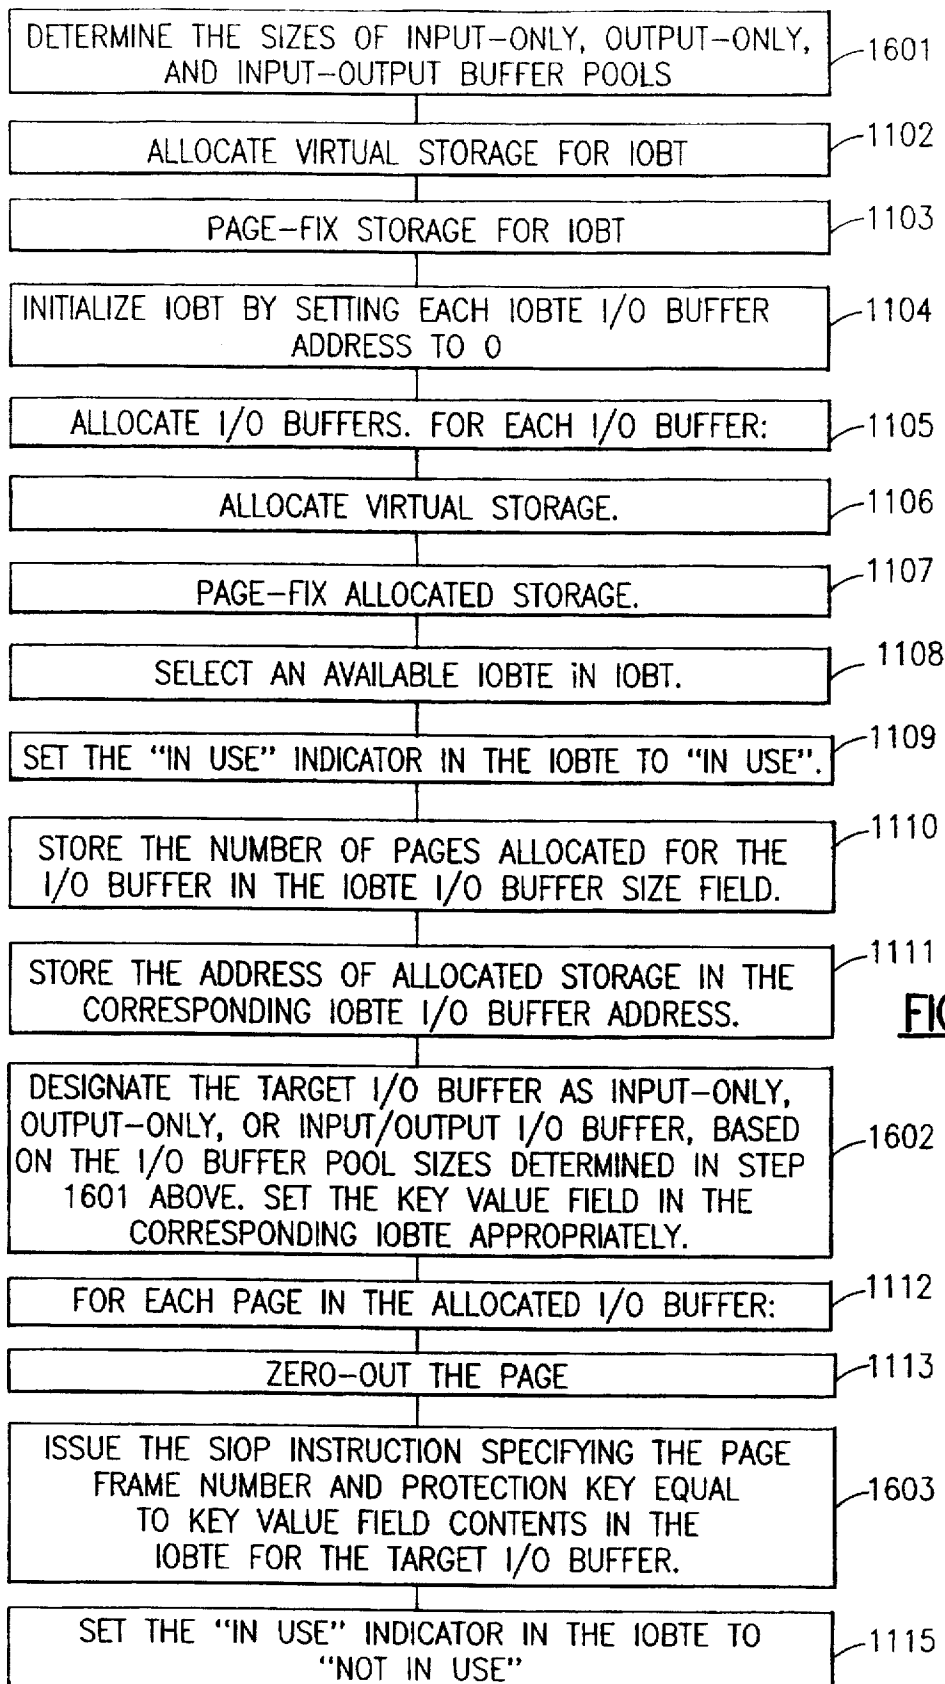 DETERMINE THE SIZES OF INPUT-ONLY, OUTPUT-ONLY,
AND INPUT-OUTPUT BUFFER POOLS
1601
ALLOCATE VIRTUAL STORAGE FOR IOBT
1102
PAGE-FIX STORAGE FOR IOBT
1103
INITIALIZE IOBT BY SETTING EACH IOBTE I/O BUFFER
ADDRESS TO 0
1104
ALLOCATE I/O BUFFERS. FOR EACH I/O BUFFER:
1105
ALLOCATE VIRTUAL STORAGE.
1106
PAGE-FIX ALLOCATED STORAGE.
1107
SELECT AN AVAILABLE IOBTE iN IOBT.
1108
SET THE "IN USE" INDICATOR IN THE IOBTE TO "IN USE".
1109
STORE THE NUMBER OF PAGES ALLOCATED FOR THE
I/O BUFFER IN THE IOBTE I/O BUFFER SIZE FIELD.
1110
STORE THE ADDRESS OF ALLOCATED STORAGE IN THE
CORRESPONDING IOBTE I/O BUFFER ADDRESS.
1111
FIG
DESIGNATE THE TARGET I/O BUFFER AS INPUT-ONLY,
OUTPUT-ONLY, OR INPUT/OUTPUT I/O BUFFER, BASED
ON THE I/O BUFFER POOL SIZES DETERMINED IN STEP
1601 ABOVE. SET THE KEY VALUE FIELD IN THE
CORRESPONDING IOBTE APPROPRIATELY.
1602
FOR EACH PAGE IN THE ALLOCATED I/O BUFFER:
1112
ZERO-OUT THE PAGE
1113
ISSUE THE SIOP INSTRUCTION SPECIFYING THE PAGE
FRAME NUMBER AND PROTECTION KEY EQUAL
TO KEY VALUE FIELD CONTENTS IN THE
IOBTE FOR THE TARGET I/O BUFFER.
1603
SET THE "IN USE" INDICATOR IN THE IOBTE TO
"NOT IN USE"
1115